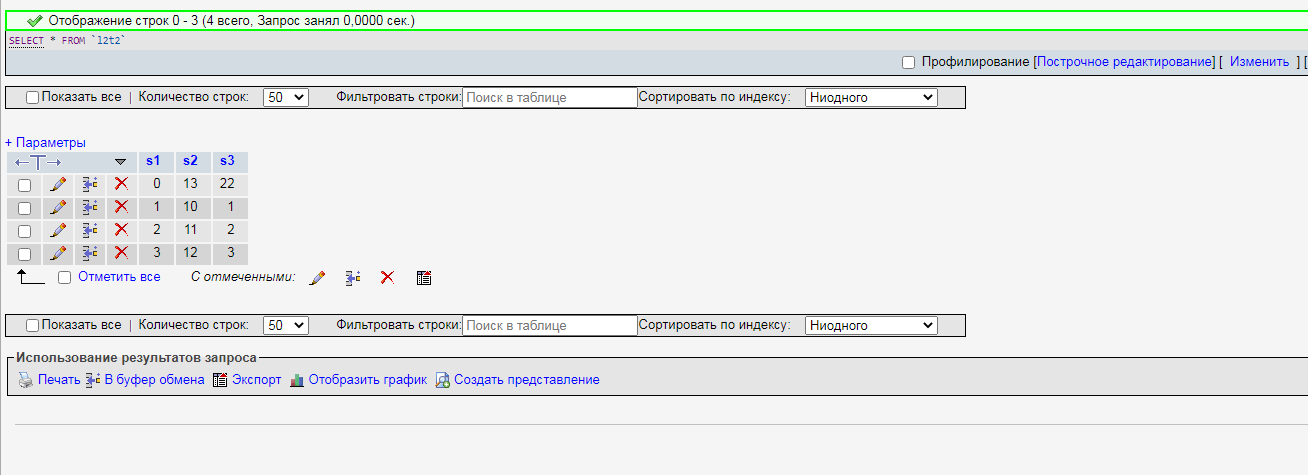 Отображение строк 0 - 3 (4 всего, Запрос занял 0,0000 сек.)
SELECT * FROM `l2t2`
Профилирование [Построчное редактирование] [ Изменить ] [
Показать все | Количество строк: 50 Фильтровать строки: Поиск в таблице Сортировать по индексу: Ниодного
+ Параметры
←T→ s1 s2 s3
0 13 22
1 10 1
2 11 2
3 12 3
Отметить все С отмеченными:
Показать все | Количество строк: 50 Фильтровать строки: Поиск в таблице Сортировать по индексу: Ниодного
Использование результатов запроса
Печать В буфер обмена Экспорт Отобразить график Создать представление